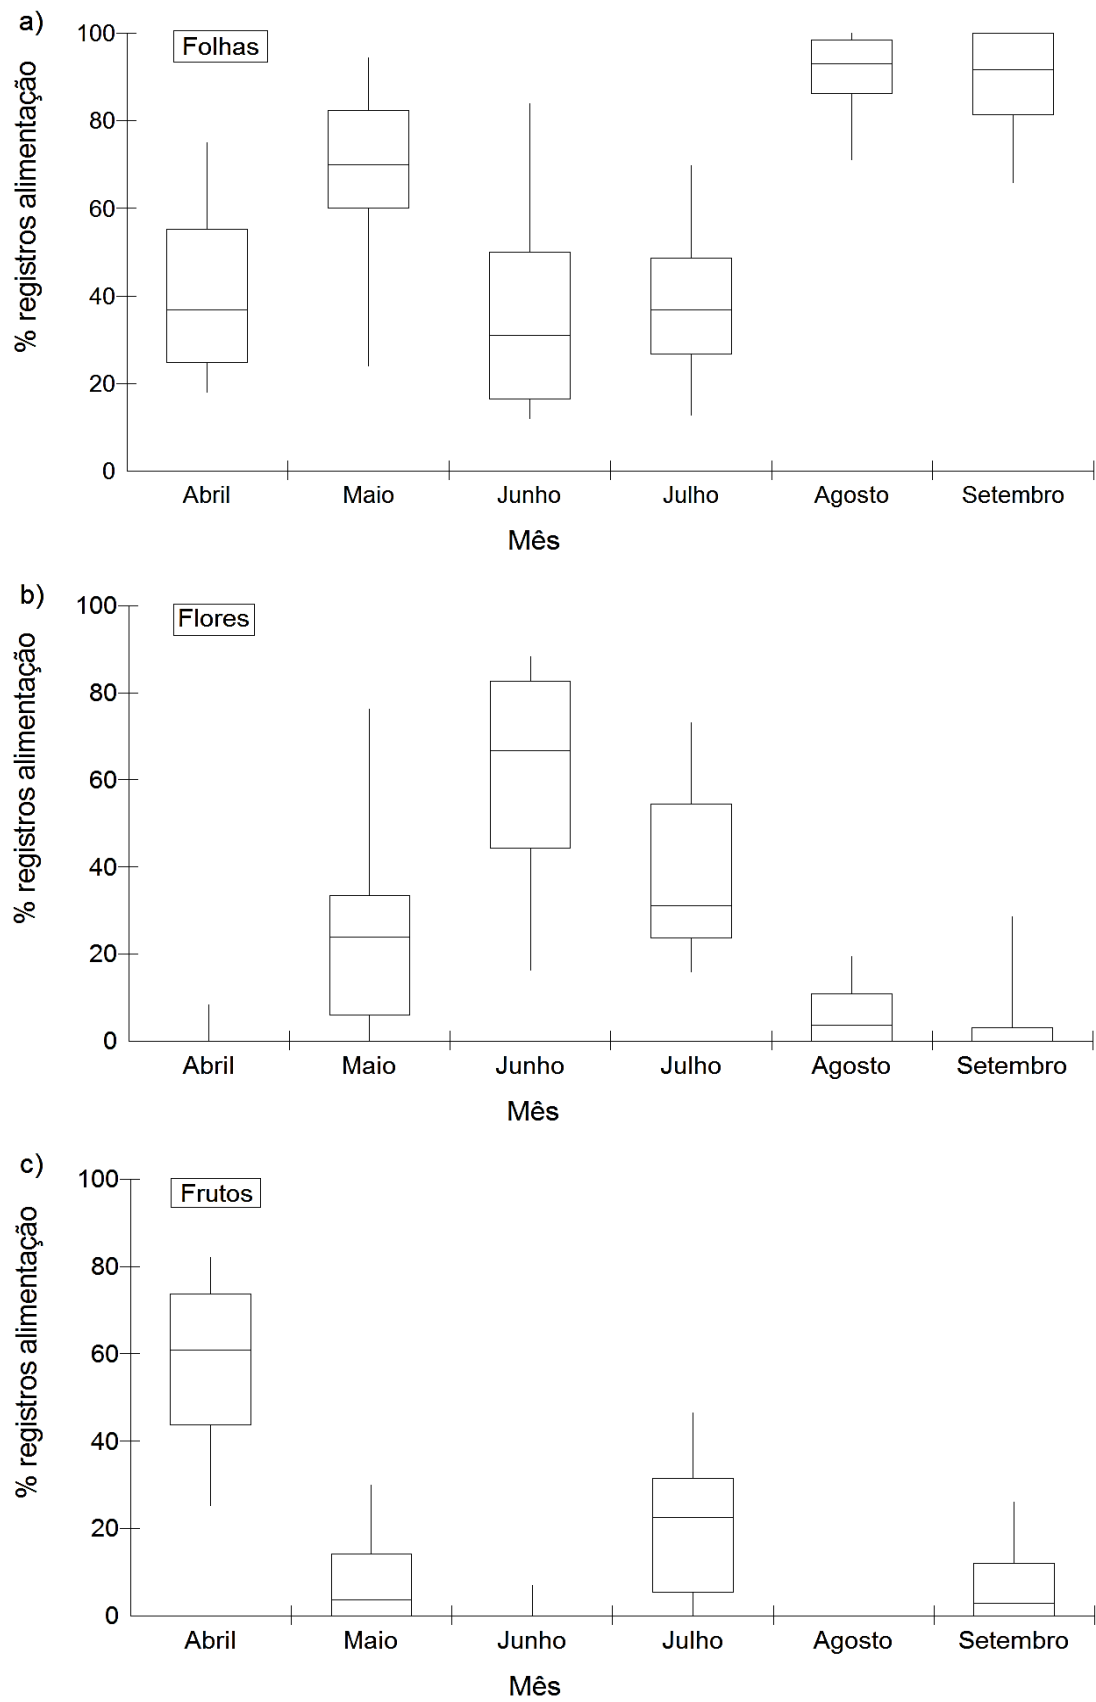 a)
Folhas
% registros alimentação
100
80
60
40
20
0
Abril Maio Junho Julho Agosto Setembro
Mês
b)
Flores
% registros alimentação
100
80
60
40
20
0
Abril Maio Junho Julho Agosto Setembro
Mês
c)
Frutos
% registros alimentação
100
80
60
40
20
0
Abril Maio Junho Julho Agosto Setembro
Mês